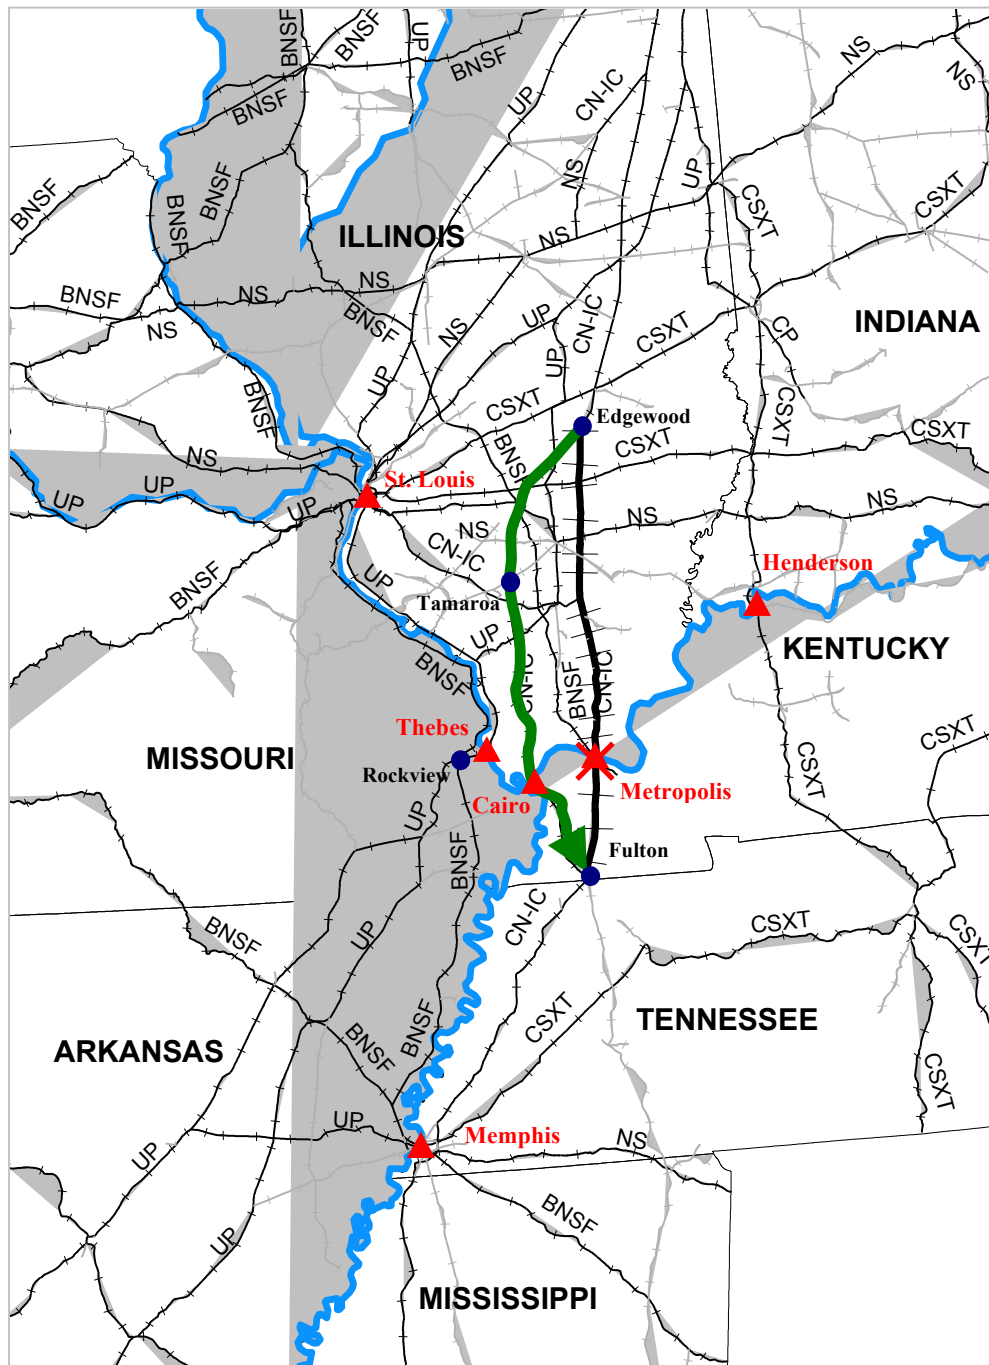 BNSF
BNSF
UP
BNSF
BNSF
UP
CN-IC
NS
NS
BNSF
BNSF
BNSF
NS
UP
CSXT
CSXT
ILLINOIS
NS
BNSF
NS
NS
BNSF
NS
UP
CN-IC
CSXT
CP
INDIANA
UP
UP
BNSF
CSXT
CSXT
Edgewood
BNSF
CSXT
CSXT
NS
UP
UP
St. Louis
UP
NS
NS
NS
CN-IC
Henderson
BNSF
UP
Tamaroa
UP
KENTUCKY
BNSF
CN-IC
BNSF
CN-IC
Thebes
CSXT
MISSOURI
Rockview
CSXT
Metropolis
Cairo
UP
BNSF
Fulton
CN-IC
BNSF
UP
CSXT
CSXT
CSXT
TENNESSEE
BNSF
ARKANSAS
BNSF
CSXT
UP
Memphis
NS
UP
BNSF
UP
MISSISSIPPI